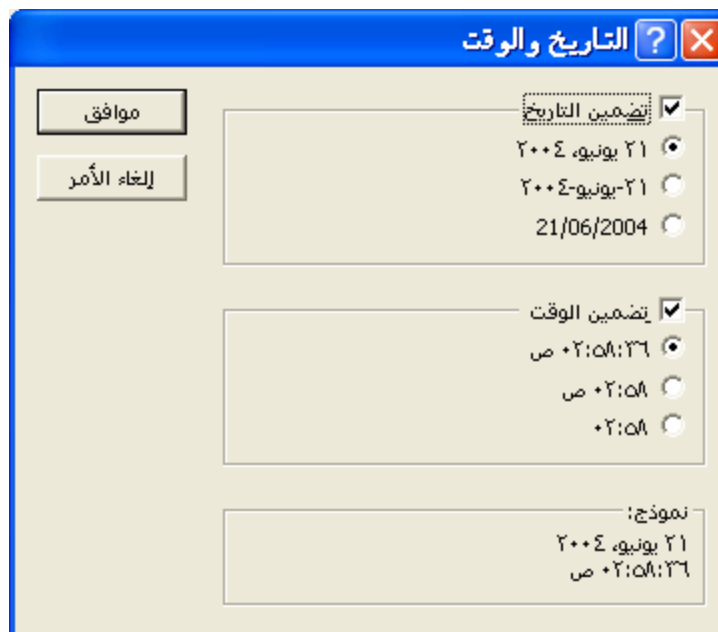 التاريخ والوقت
تضمين التاريخ
٢١ يونيو، ٢٠٠٤
٢١-يونيو-٢٠٠٤
21/06/2004
موافق
إلغاء الأمر
تضمين الوقت
٠٢:٥٨:٣٦ ص
٠٢:٥٨ ص
٠٢:٥٨
نموذج:
٢١ يونيو، ٢٠٠٤
٠٢:٥٨:٣٦ ص